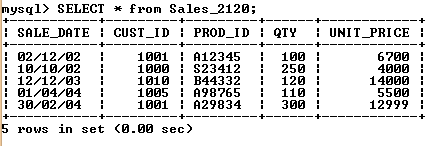 mysql> SELECT * from Sales_2120;
| SALE_DATE | CUST_ID | PROD_ID | QTY | UNIT_PRICE |
| 02/12/02 | 1001 | A12345 | 100 | 6700 |
| 10/10/02 | 1000 | S23412 | 250 | 4000 |
| 12/12/03 | 1010 | B44332 | 120 | 14000 |
| 01/04/04 | 1005 | A98765 | 110 | 5500 |
| 30/02/04 | 1001 | A29834 | 300 | 12999 |
5 rows in set (0.00 sec)